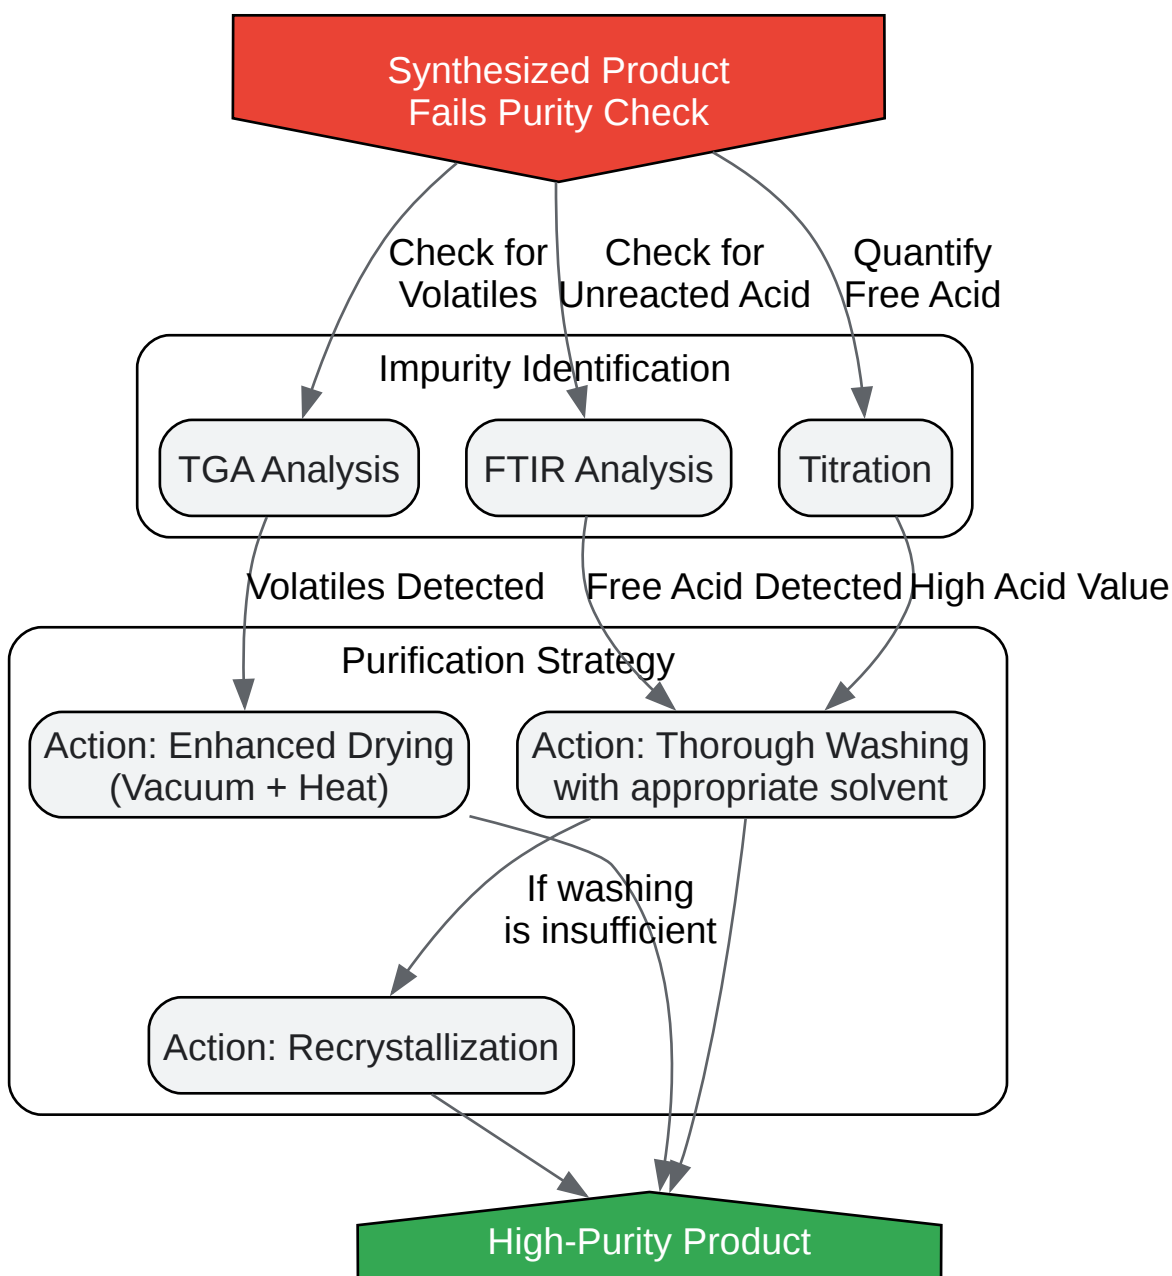 Synthesized Product
Fails Purity Check
Check for
Volatiles
Check for
Unreacted Acid
Quantify
Free Acid
Impurity Identification
TGA Analysis
FTIR Analysis
Titration
Volatiles Detected
Free Acid Detected
High Acid Value
Purification Strategy
Action: Enhanced Drying
(Vacuum + Heat)
Action: Thorough Washing
with appropriate solvent
If washing
is insufficient
Action: Recrystallization
High-Purity Product